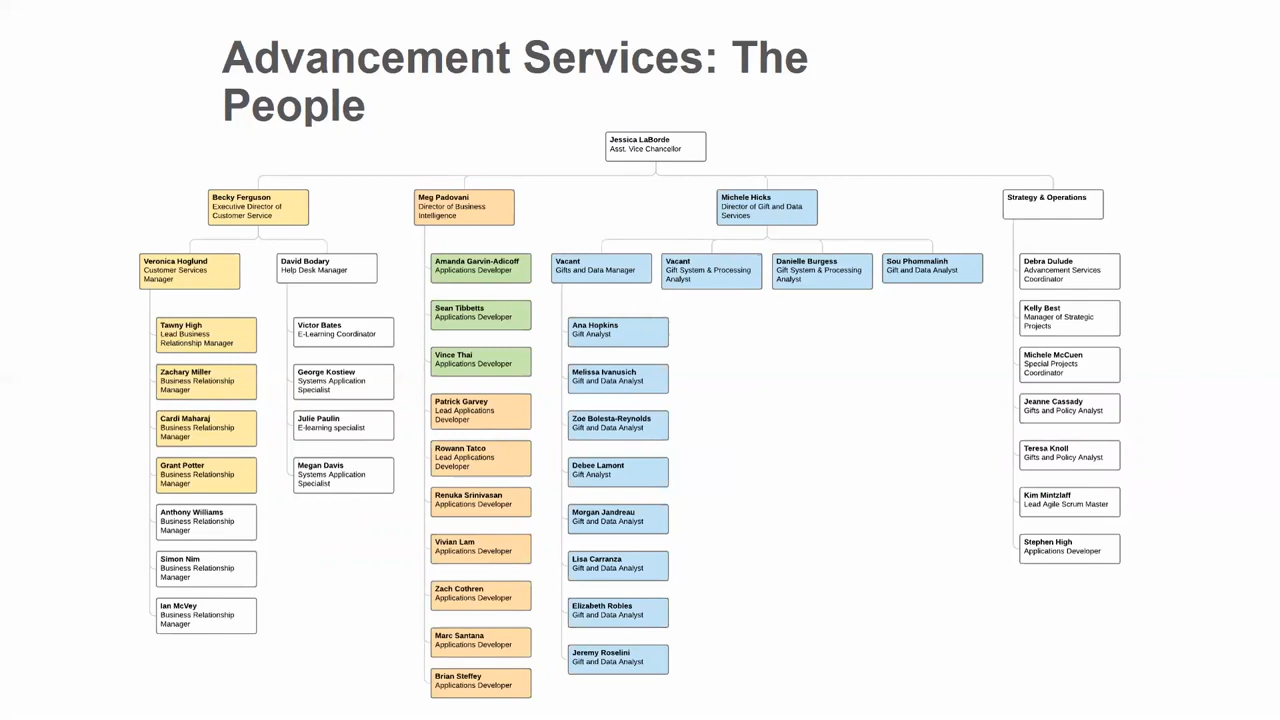 Advancement Services: The
People
Jessica LaBorde
Asst. Vice Chancellor
Becky Ferguson
Executive Director of
Customer Service
Meg Padovani
Director of Business
Intelligence
Michele Hicks
Director of Gift and Data
Services
Strategy & Operations
Veronica Hoglund
Customer Services
Manager
David Bodary
Help Desk Manager
Tawny High
Lead Business
Relationship Manager
Zachary Miller
Business Relationship
Manager
Cardi Maharaj
Business Relationship
Manager
Grant Potter
Business Relationship
Manager
Anthony Williams
Business Relationship
Manager
Simon Nim
Business Relationship
Manager
Ian McVey
Business Relationship
Manager
Victor Bates
E-Learning Coordinator
George Kostiew
Systems Application
Specialist
Julie Paulin
E-learning specialist
Megan Davis
Systems Application
Specialist
Amanda Garvin-Adicoff
Applications Developer
Sean Tibbetts
Applications Developer
Vince Thai
Applications Developer
Patrick Garvey
Lead Applications
Developer
Rowann Tatco
Lead Applications
Developer
Renuka Srinivasan
Applications Developer
Vivian Lam
Applications Developer
Zach Cothren
Applications Developer
Marc Santana
Applications Developer
Brian Steffey
Applications Developer
Vacant
Gifts and Data Manager
Vacant
Gift System & Processing
Analyst
Danielle Burgess
Gift System & Processing
Analyst
Sou Phommalinh
Gift and Data Analyst
Ana Hopkins
Gift Analyst
Melissa Ivanusich
Gift and Data Analyst
Zoe Bolesta-Reynolds
Gift and Data Analyst
Debee Lamont
Gift Analyst
Morgan Jandreau
Gift and Data Analyst
Lisa Carranza
Gift and Data Analyst
Elizabeth Robles
Gift and Data Analyst
Jeremy Roselini
Gift and Data Analyst
Debra Dulude
Advancement Services
Coordinator
Kelly Best
Manager of Strategic
Projects
Michele McCuen
Special Projects
Coordinator
Jeanne Cassady
Gifts and Policy Analyst
Teresa Knoll
Gifts and Policy Analyst
Kim Mintzlaff
Lead Agile Scrum Master
Stephen High
Applications Developer